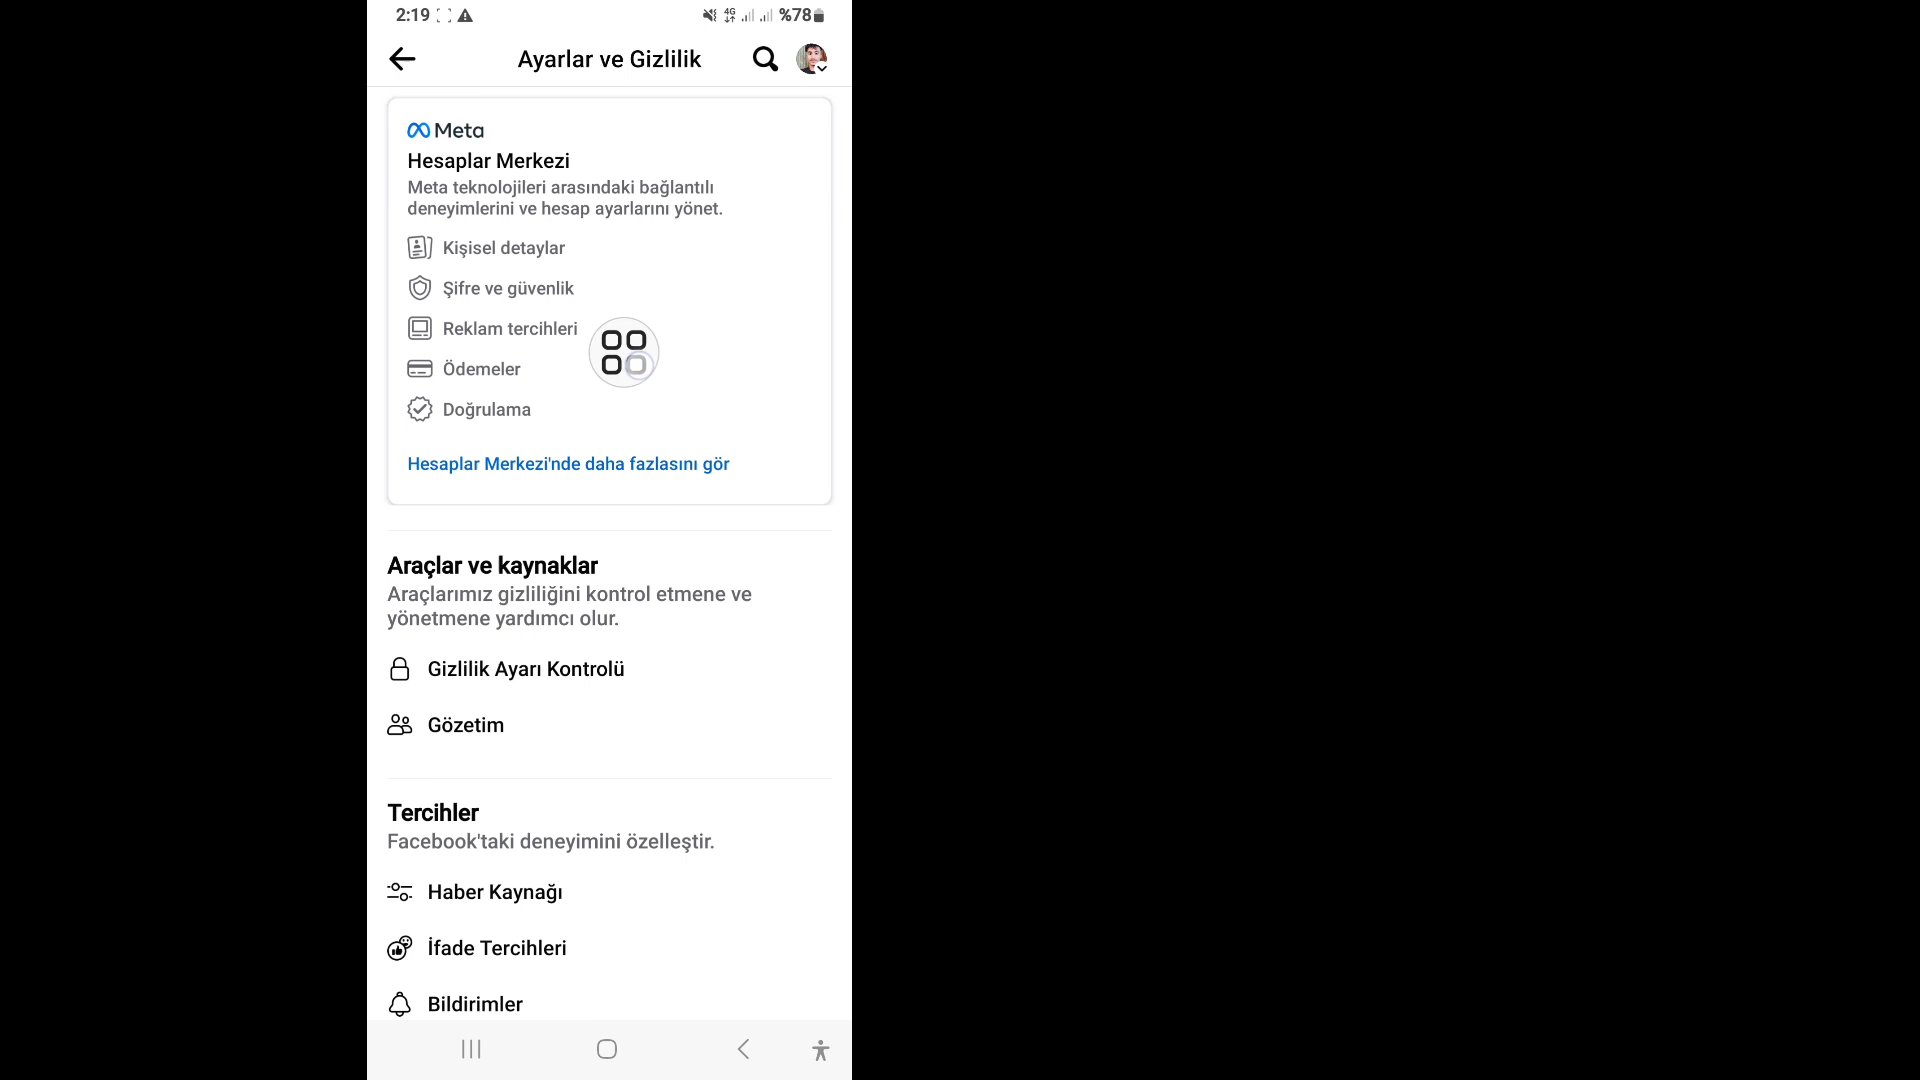 2:19 4G %78
Ayarlar ve Gizlilik
Meta
Hesaplar Merkezi
Meta teknolojileri arasındaki bağlantılı
deneyimlerini ve hesap ayarlarını yönet.
Kişisel detaylar
Şifre ve güvenlik
Reklam tercihleri
Ödemeler
Doğrulama
Hesaplar Merkezi'nde daha fazlasını gör
Araçlar ve kaynaklar
Araçlarımız gizliliğini kontrol etmene ve
yönetmene yardımcı olur.
Gizlilik Ayarı Kontrolü
Gözetim
Tercihler
Facebook'taki deneyimini özelleştir.
Haber Kaynağı
İfade Tercihleri
Bildirimler